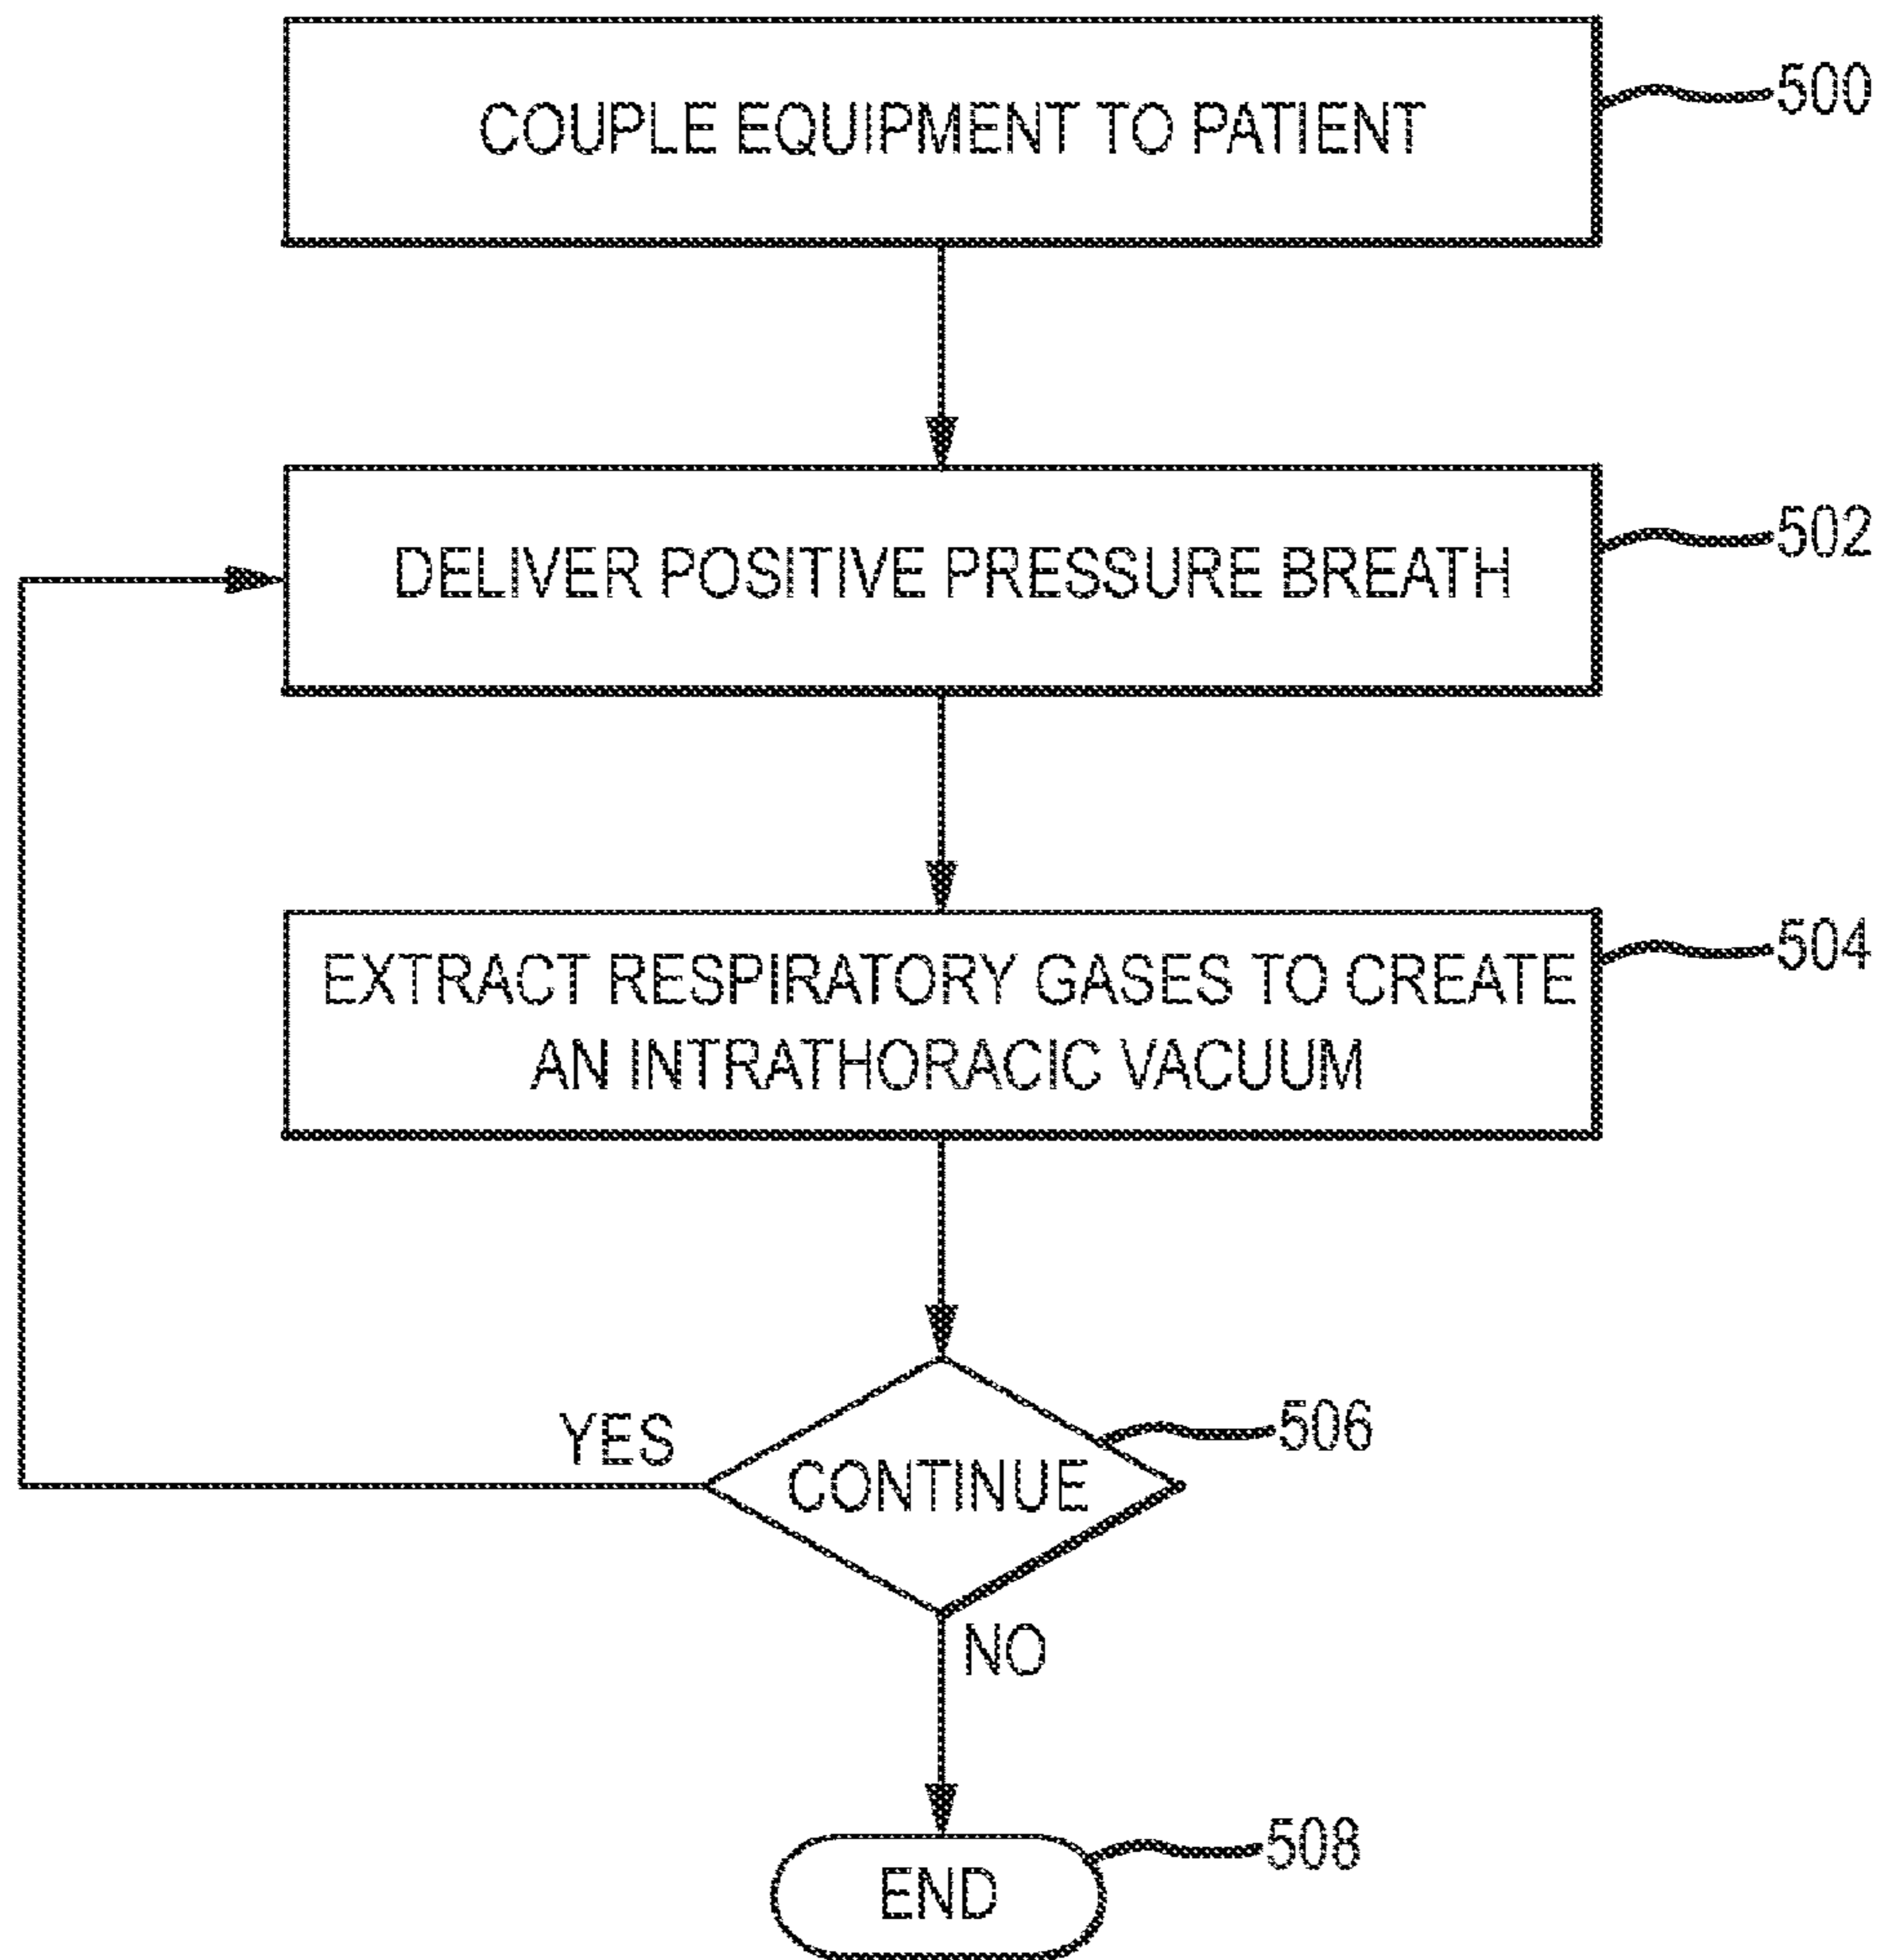 COUPLE EQUIPMENT TO PATIENT
500
DELIVER POSITIVE PRESSURE BREATH
502
EXTRACT RESPIRATORY GASES TO CREATE
AN INTRATHORACIC VACUUM
504
YES
CONTINUE
506
NO
END
508